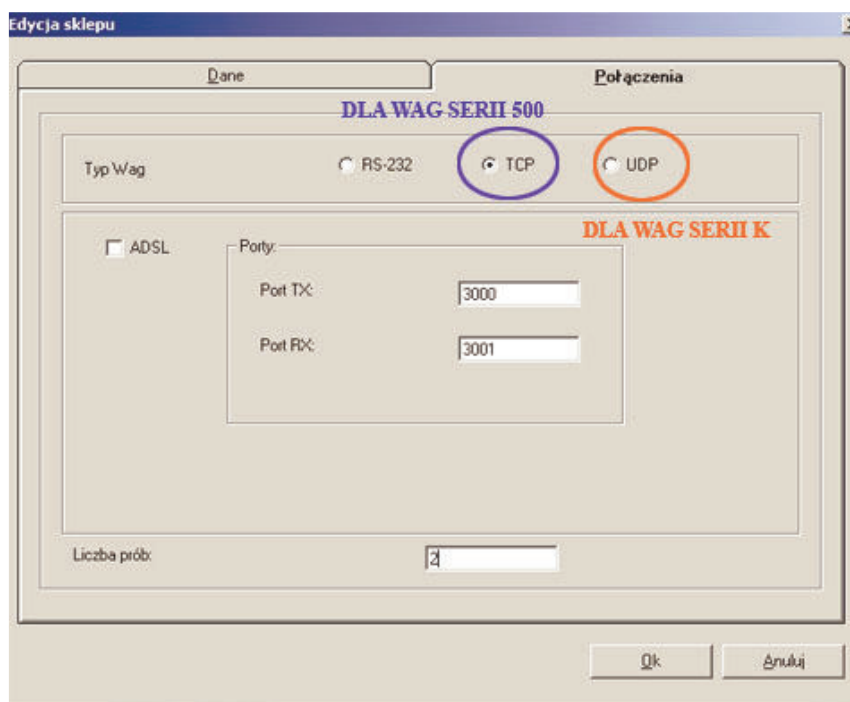 Edycja sklepu
Dane
Połączenia
DLA WAG SERII 500
Typ Wag
RS-232
TCP
UDP
DLA WAG SERII K
ADSL
Porty:
Port TX:
3000
Port RX:
3001
Liczba prób:
2
Ok
Anuluj